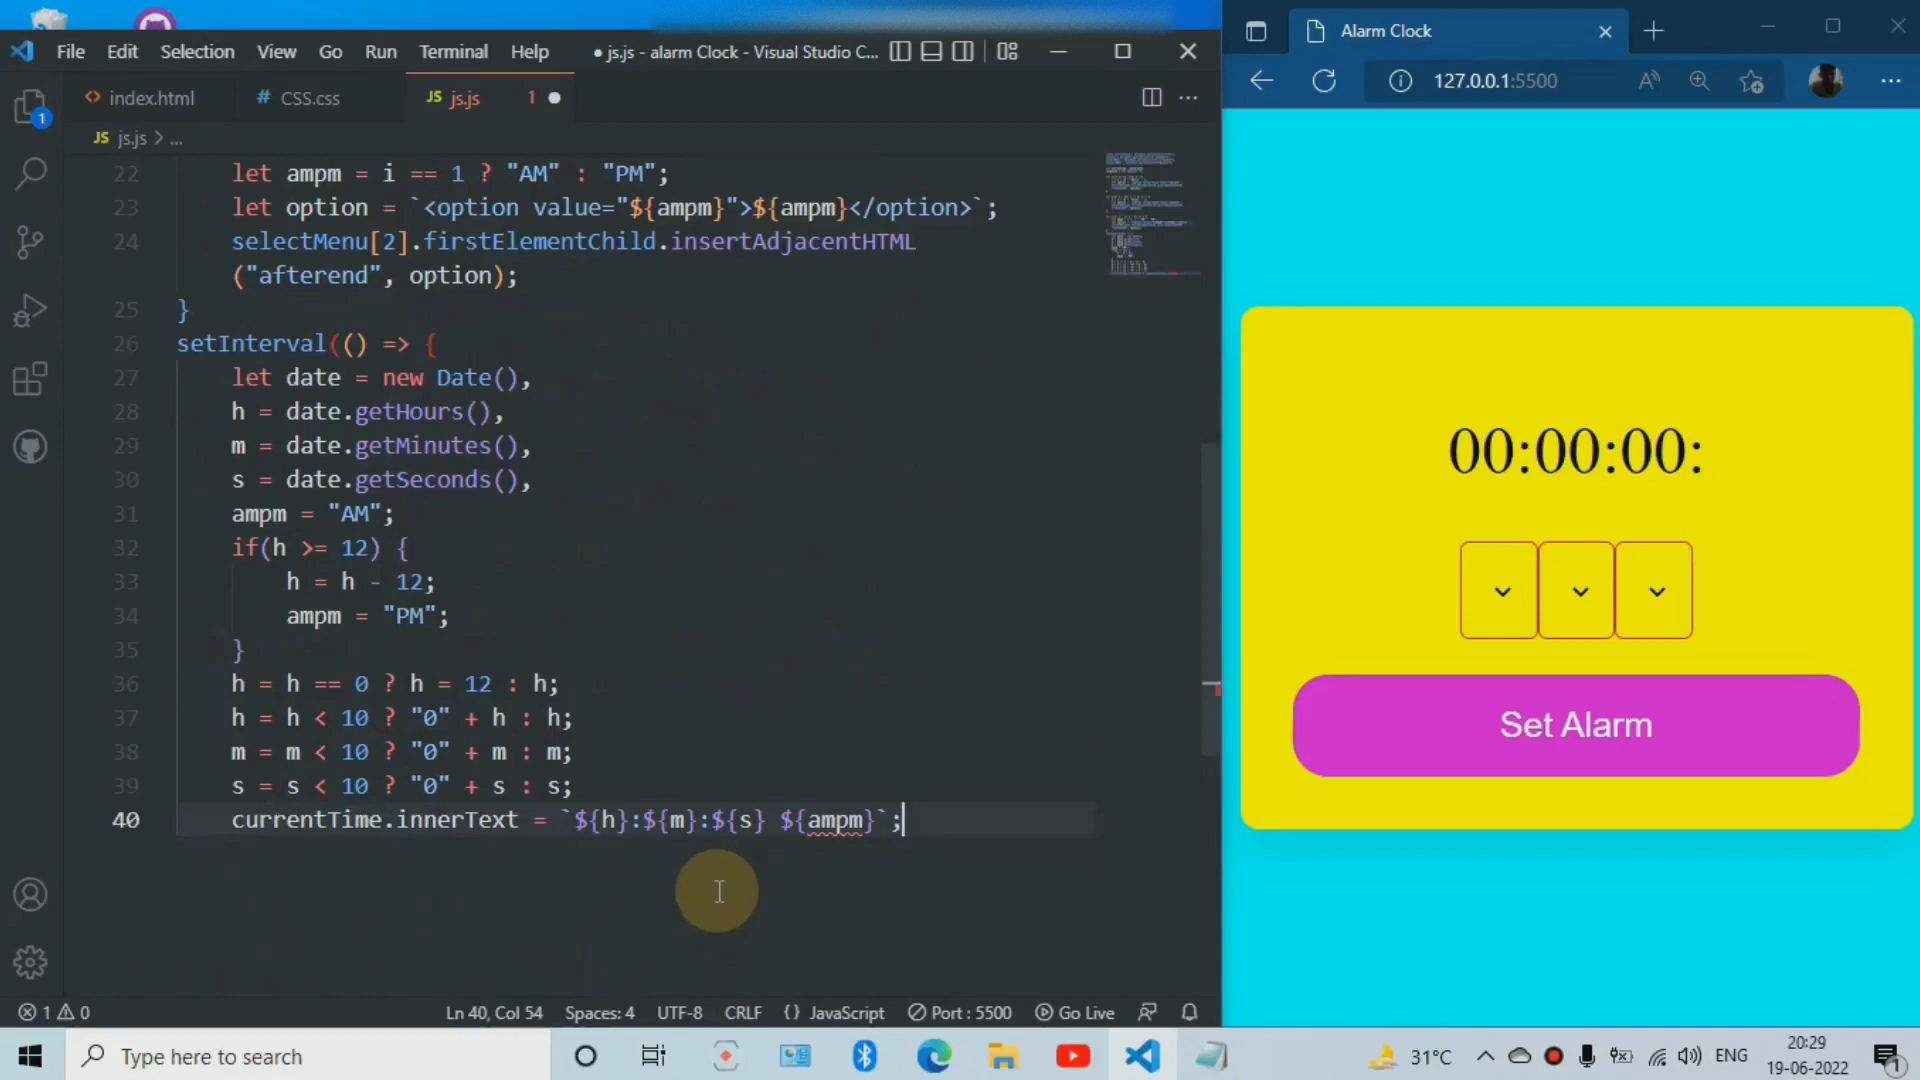 File Edit Selection View Go Run Terminal Help ● js.js - alarm Clock - Visual Studio C...
index.html # CSS.css JS js.js 1
JS js.js > ...
22 let ampm = i == 1 ? "AM" : "PM";
23 let option = `<option value="${ampm}">${ampm}</option>`;
24 selectMenu[2].firstElementChild.insertAdjacentHTML
("afterend", option);
25 }
26 setInterval(() => {
27 let date = new Date(),
28 h = date.getHours(),
29 m = date.getMinutes(),
30 s = date.getSeconds(),
31 ampm = "AM";
32 if(h >= 12) {
33 h = h - 12;
34 ampm = "PM";
35 }
36 h = h == 0 ? h = 12 : h;
37 h = h < 10 ? "0" + h : h;
38 m = m < 10 ? "0" + m : m;
39 s = s < 10 ? "0" + s : s;
40 currentTime.innerText = `${h}:${m}:${s} ${ampm}`;
1
1 0 Ln 40, Col 54 Spaces: 4 UTF-8 CRLF {} JavaScript Port : 5500 Go Live
Alarm Clock
127.0.0.1:5500
00:00:00:
Set Alarm
Type here to search
31°C ENG
20:29
19-06-2022
1